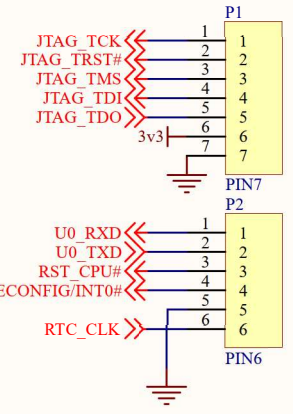 P1
JTAG_TCK 1 1
JTAG_TRST# 2 2
JTAG_TMS 3 3
JTAG_TDI 4 4
JTAG_TDO 5 5
3v3 6 6
7 7
PIN7
P2
U0_RXD 1 1
U0_TXD 2 2
RST_CPU# 3 3
ECONFIG/INT0# 4 4
5 5
RTC_CLK 6 6
PIN6